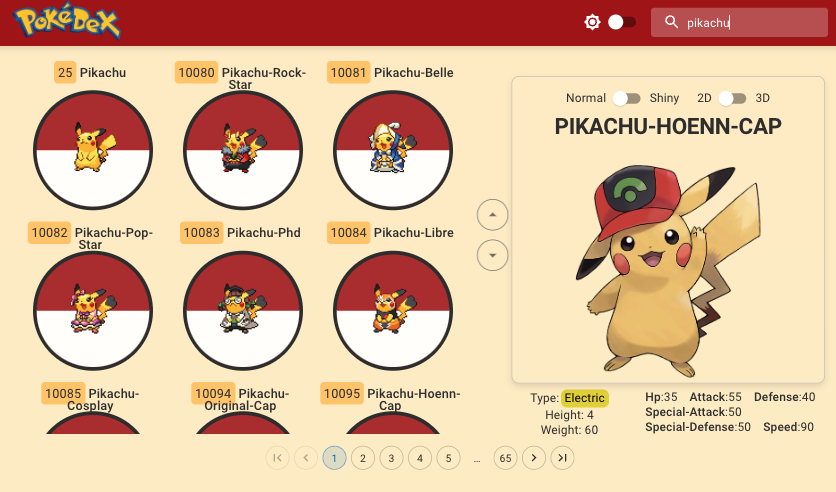 PokéDex
pikachu
25 Pikachu
10080 Pikachu-Rock-
Star
10081 Pikachu-Belle
10082 Pikachu-Pop-
Star
10083 Pikachu-Phd
10084 Pikachu-Libre
10085 Pikachu-
Cosplay
10094 Pikachu-
Original-Cap
10095 Pikachu-Hoenn-
Cap
Normal Shiny 2D 3D
PIKACHU-HOENN-CAP
Type: Electric
Height: 4
Weight: 60
Hp:35 Attack:55 Defense:40
Special-Attack:50
Special-Defense:50 Speed:90
1 2 3 4 5 ... 65